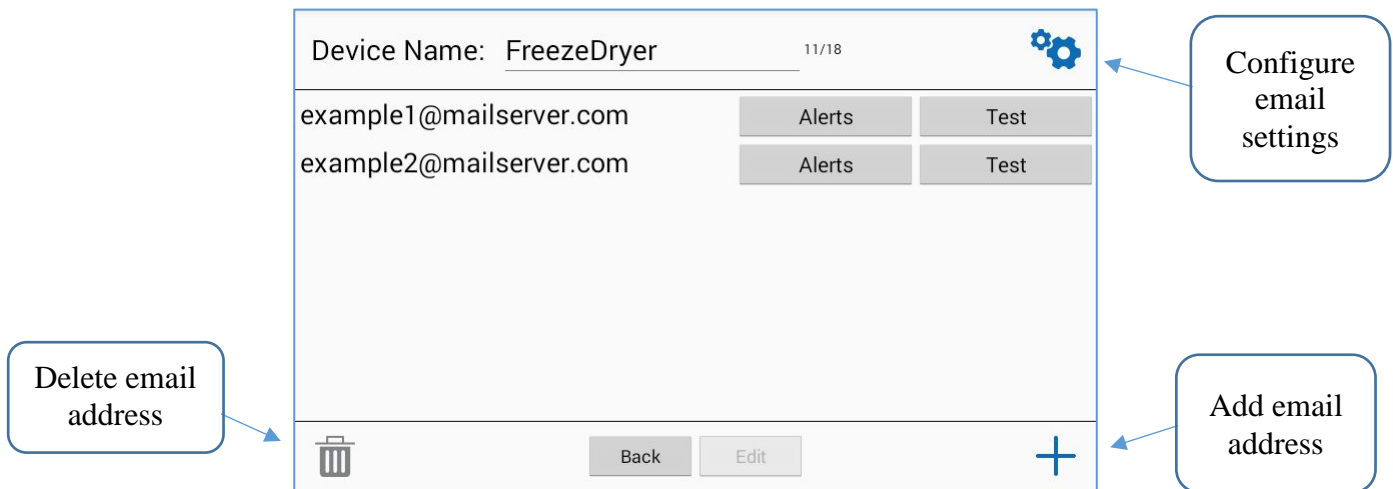 Device Name: FreezeDryer 11/18
Configure
email
settings
example1@mailserver.com Alerts Test
example2@mailserver.com Alerts Test
Delete email
address
Add email
address
Back Edit